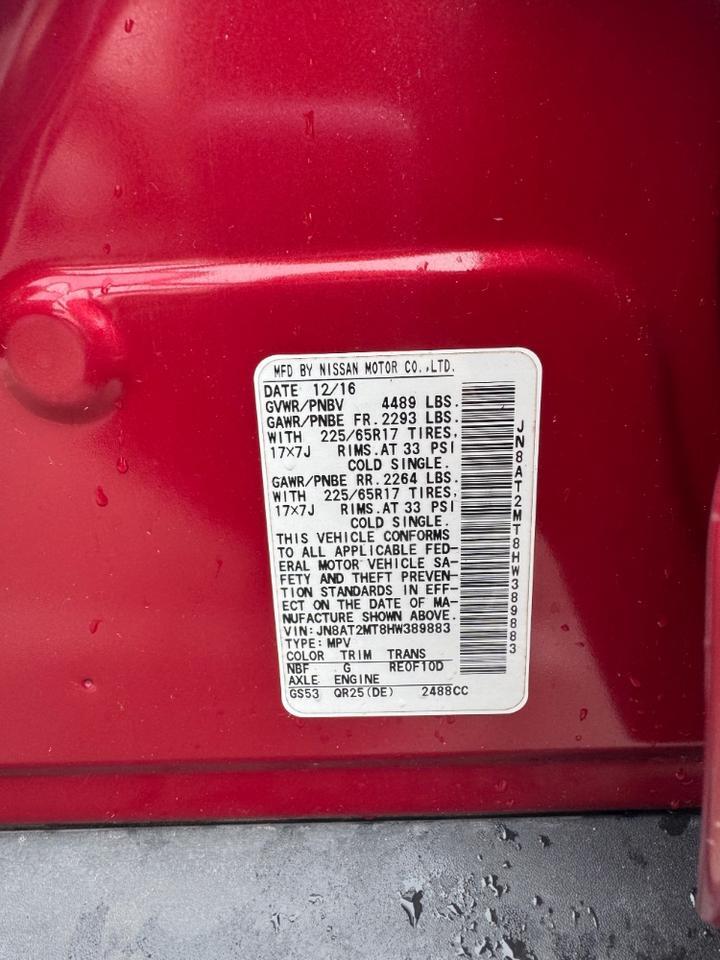 MFD BY NISSAN MOTOR CO.,LTD.
DATE 12/16
GVWR/PNBV 4489 LBS.
GAWR/PNBE FR. 2293 LBS.
WITH 225/65R17 TIRES,
17×7J RIMS. AT 33 PSI
COLD SINGLE.
GAWR/PNBE RR. 2264 LBS.
WITH 225/65R17 TIRES,
17×7J RIMS. AT 33 PSI
COLD SINGLE.
THIS VEHICLE CONFORMS
TO ALL APPLICABLE FED-
ERAL MOTOR VEHICLE SA-
FETY AND THEFT PREVEN-
TION STANDARDS IN EFF-
ECT ON THE DATE OF MA-
NUFACTURE SHOWN ABOVE.
VIN: JN8AT2MT8HW389883
TYPE: MPV
COLOR TRIM TRANS
NBF G RE0F10D
AXLE ENGINE
GS53 QR25(DE) 2488CC
JN8AT2MT8HW389883